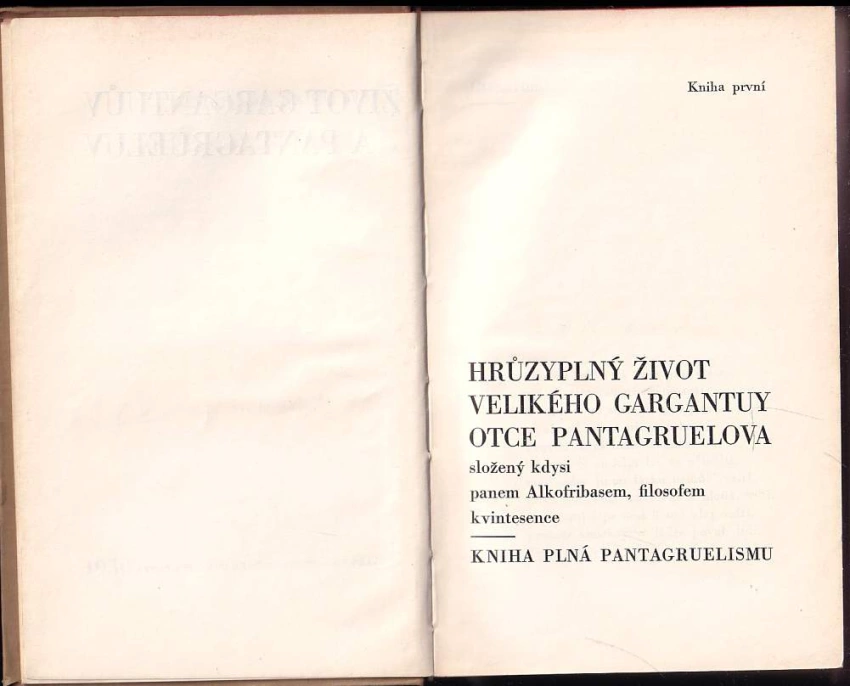 Kniha první
HRŮZYPLNÝ ŽIVOT
VELIKÉHO GARGANTUY
OTCE PANTAGRUELOVA
složený kdysi
panem Alkofribasem, filosofem
kvintesence
KNIHA PLNÁ PANTAGRUELISMU